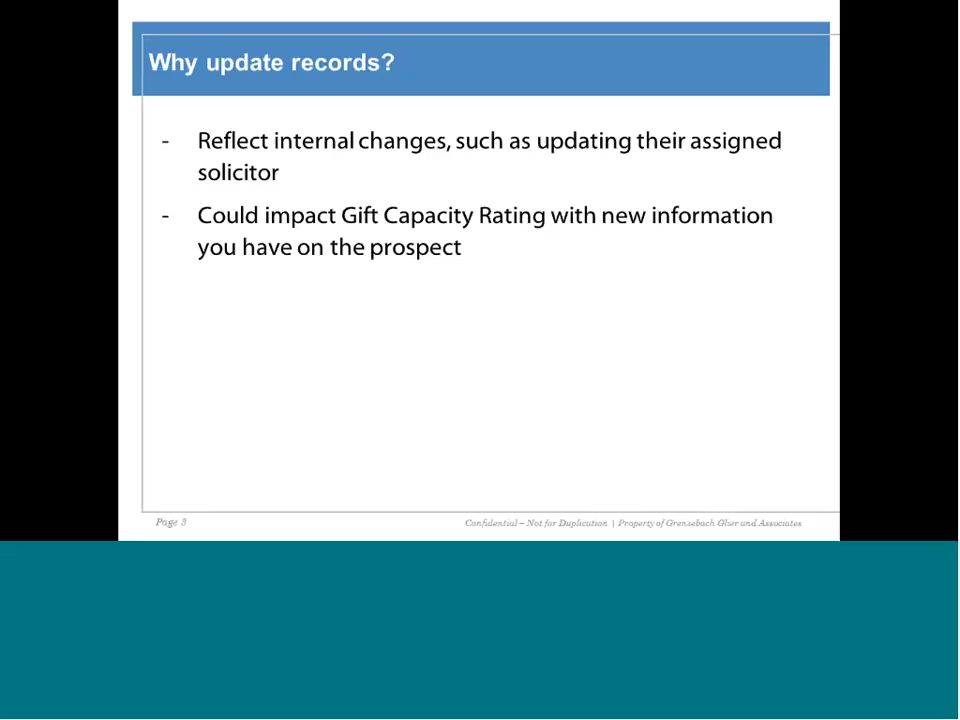 Why update records?
- Reflect internal changes, such as updating their assigned
solicitor
- Could impact Gift Capacity Rating with new information
you have on the prospect
Page 3
Confidential – Not for Duplication | Property of Grenzebach Glier and Associates